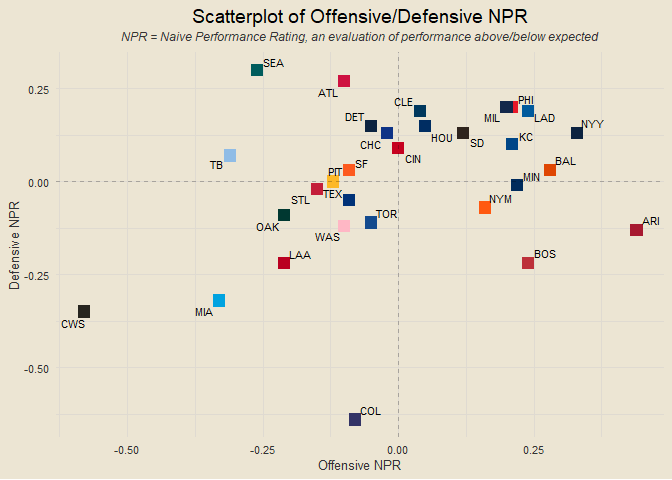 Scatterplot of Offensive/Defensive NPR
NPR = Naive Performance Rating, an evaluation of performance above/below expected
SEA
ATL
CLE
PHI
MIL
LAD
DET
NYY
HOU
CHC
SD
KC
CIN
TB
SF
BAL
PIT
MIN
STL
TEX
NYM
OAK
TOR
ARI
WAS
LAA
BOS
MIA
CWS
COL
0.25
0.00
-0.25
-0.50
Defensive NPR
-0.50
-0.25
0.00
0.25
Offensive NPR